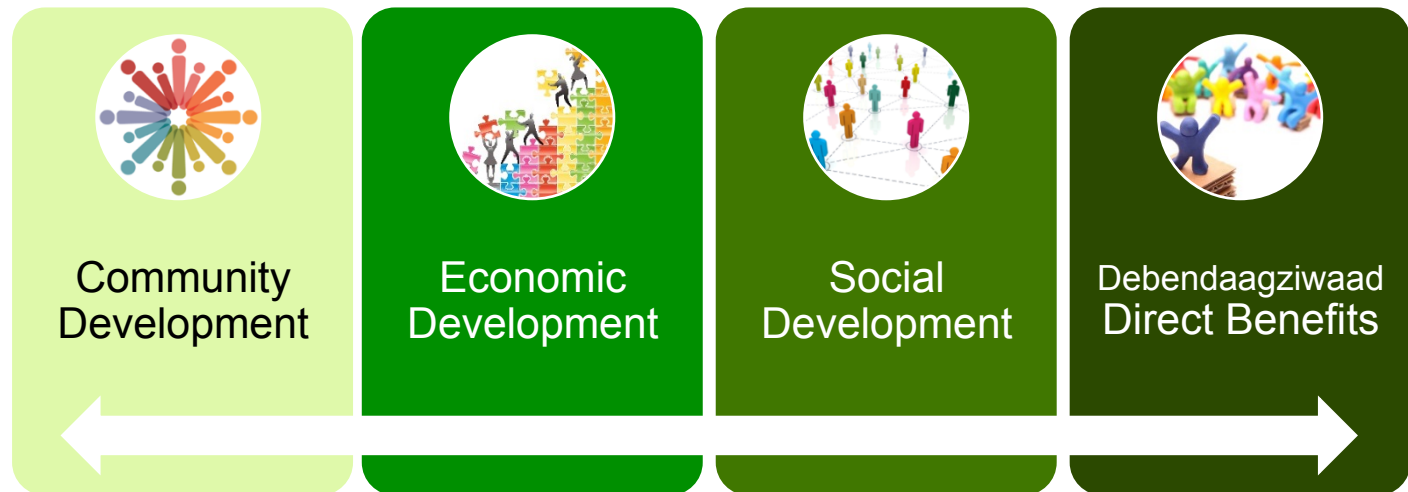 Community
Development
Economic
Development
Social
Development
Debendaagziwaad
Direct Benefits